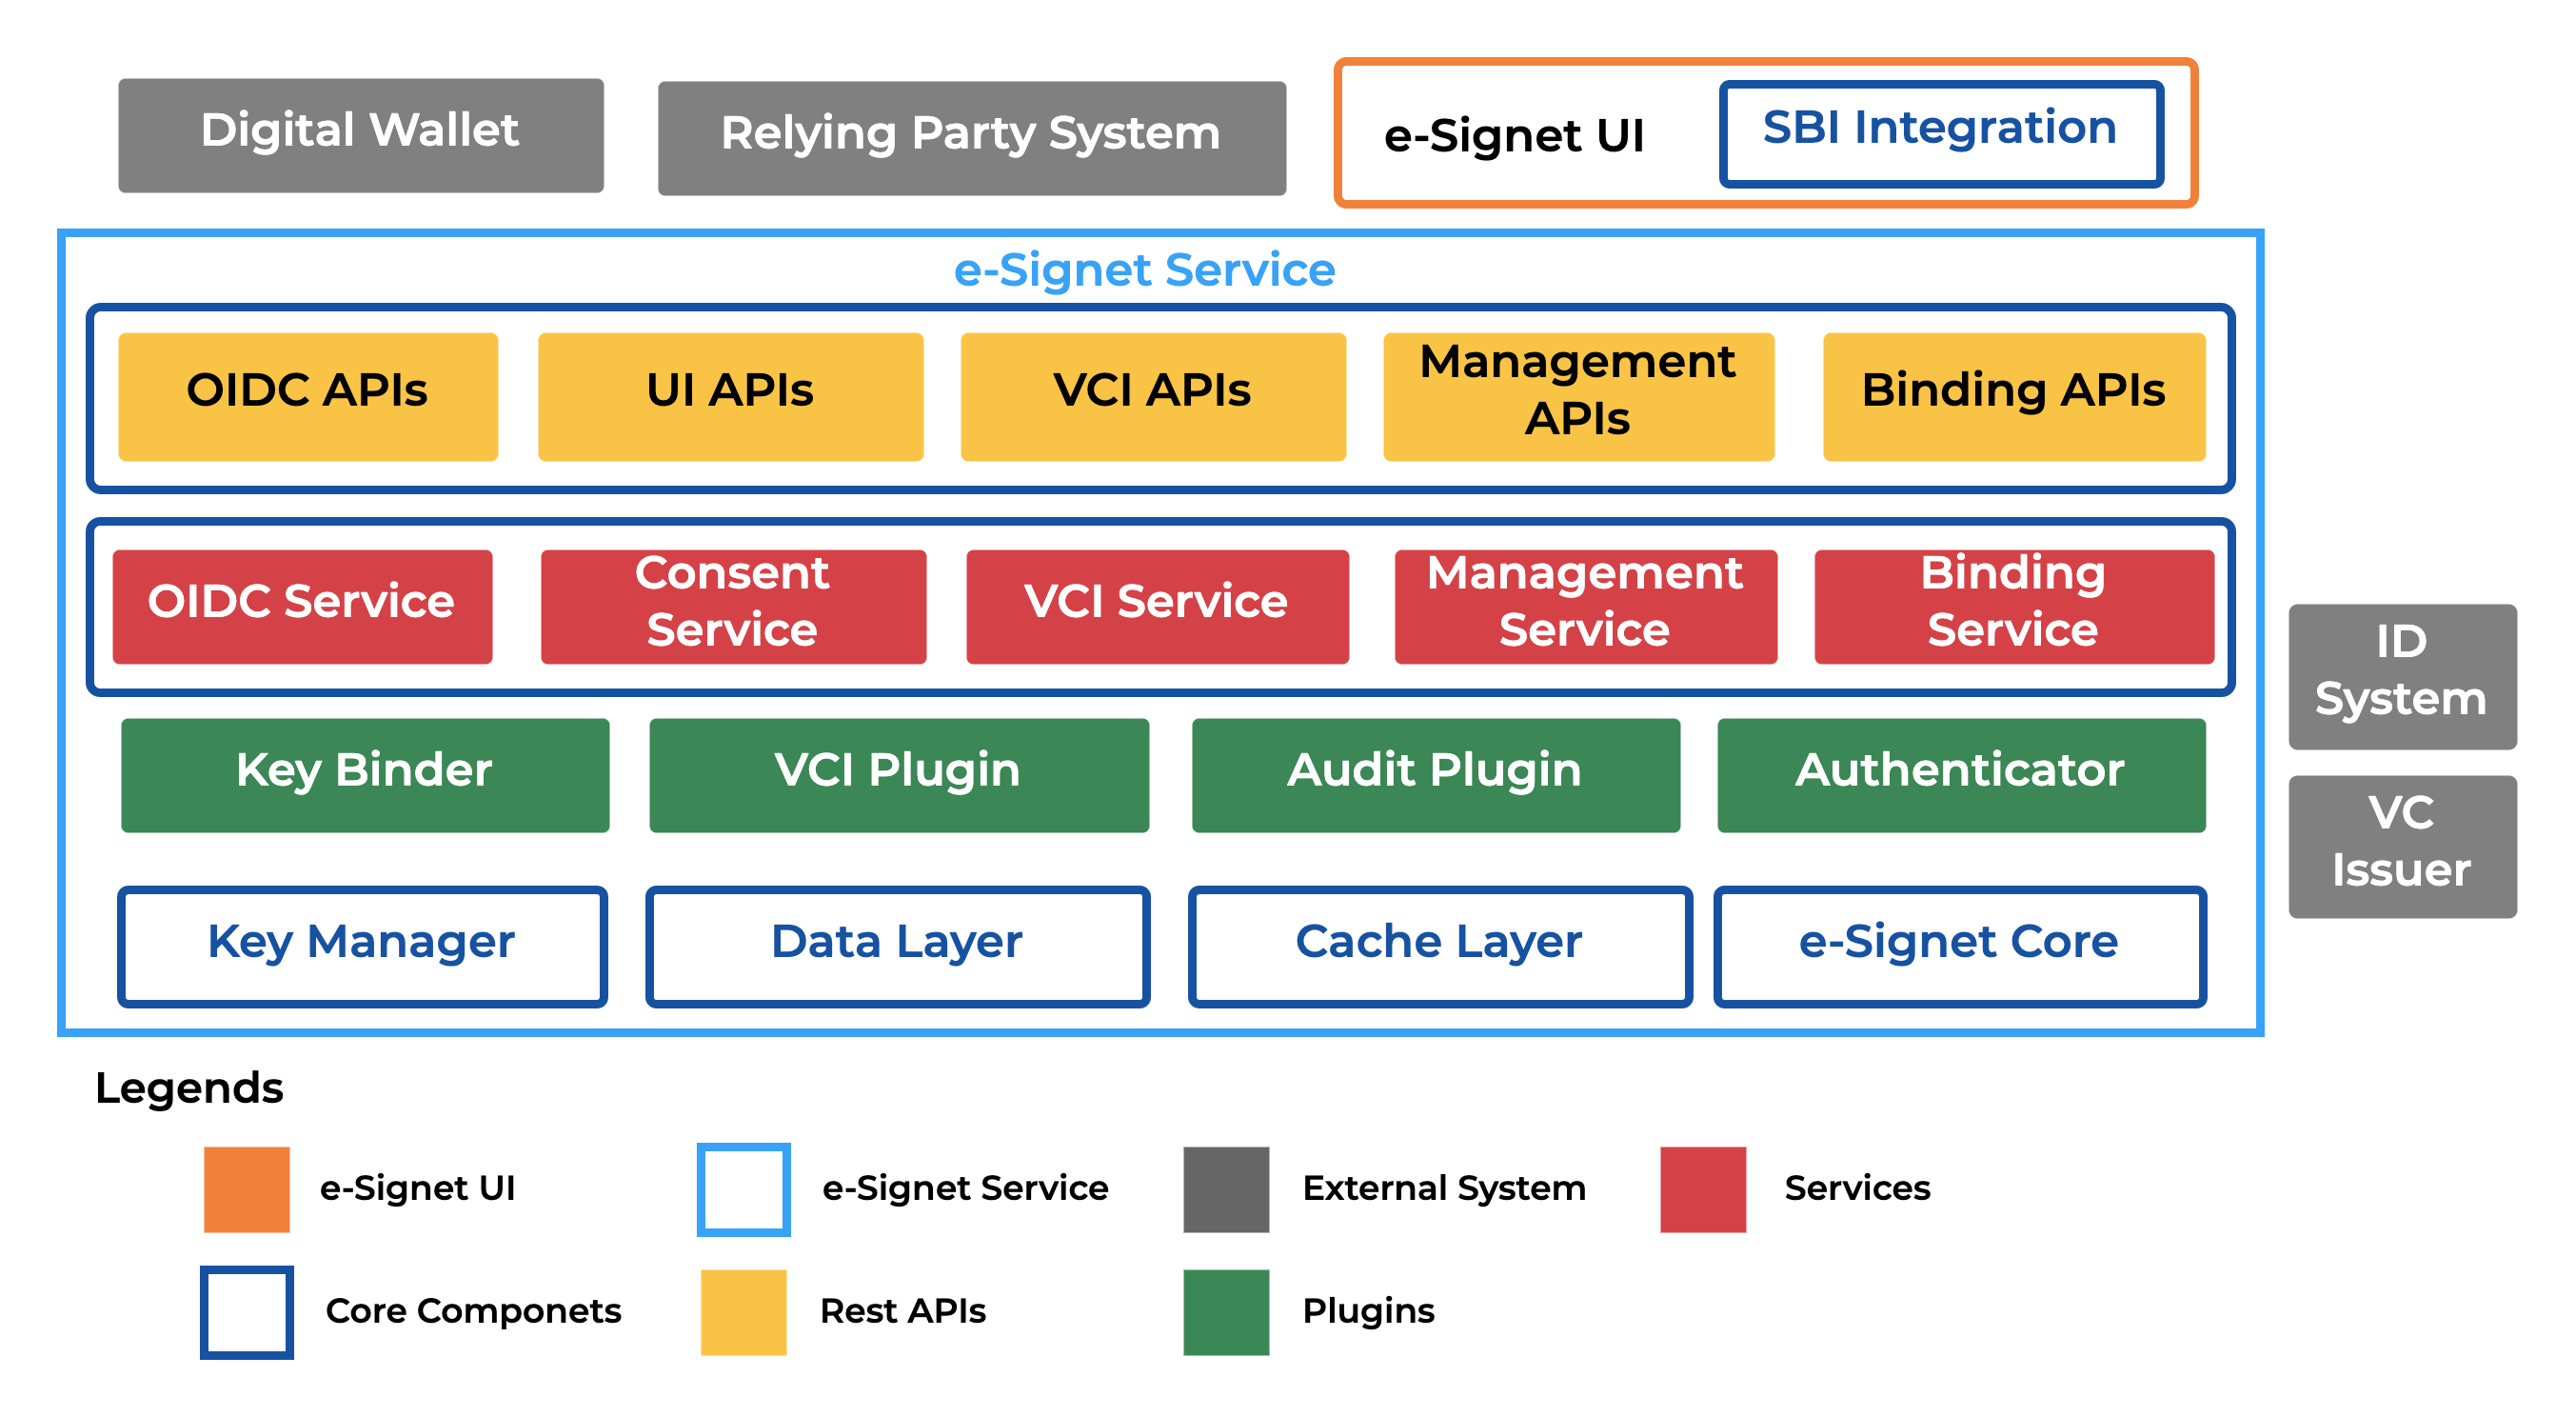 Digital Wallet
Relying Party System
e-Signet UI
SBI Integration
e-Signet Service
OIDC APIs
UI APIs
VCI APIs
Management
APIs
Binding APIs
OIDC Service
Consent
Service
VCI Service
Management
Service
Binding
Service
Key Binder
VCI Plugin
Audit Plugin
Authenticator
Key Manager
Data Layer
Cache Layer
e-Signet Core
ID
System
VC
Issuer
Legends
e-Signet UI
e-Signet Service
External System
Services
Core Componets
Rest APIs
Plugins